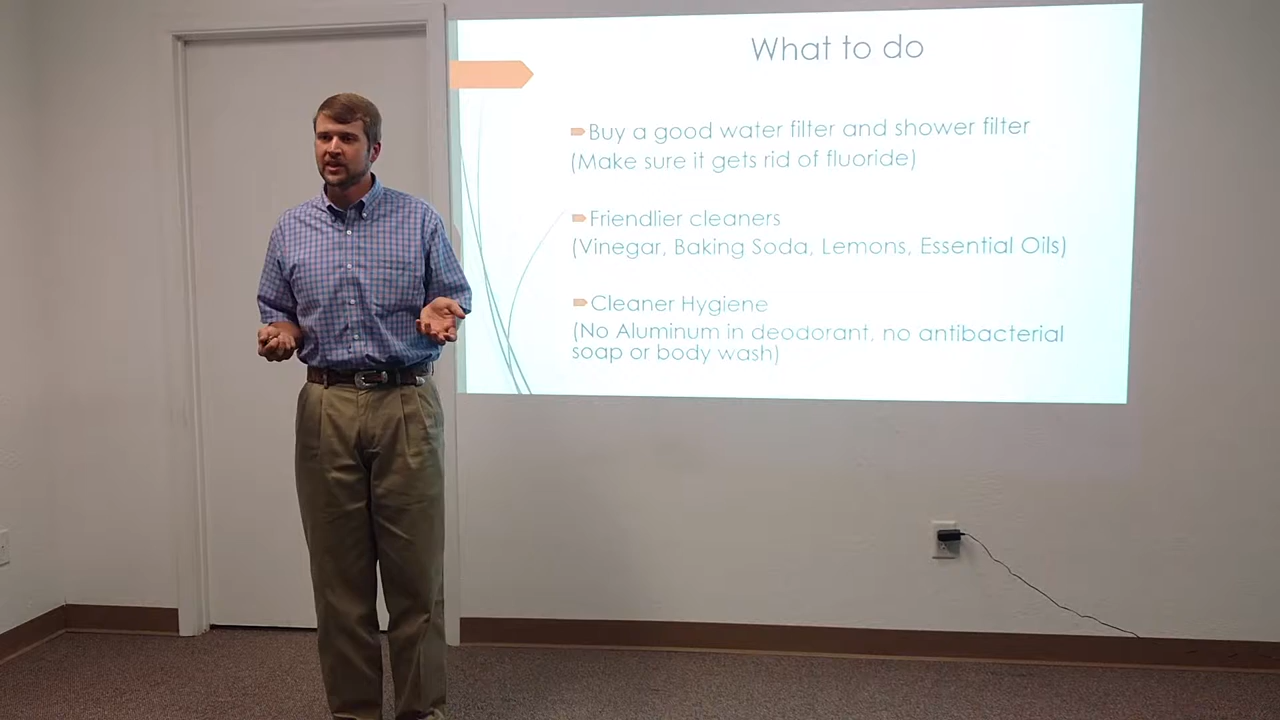 What to do
Buy a good water filter and shower filter
(Make sure it gets rid of fluoride)
Friendlier cleaners
(Vinegar, Baking Soda, Lemons, Essential Oils)
Cleaner Hygiene
(No Aluminum in deodorant, no antibacterial
soap or body wash)